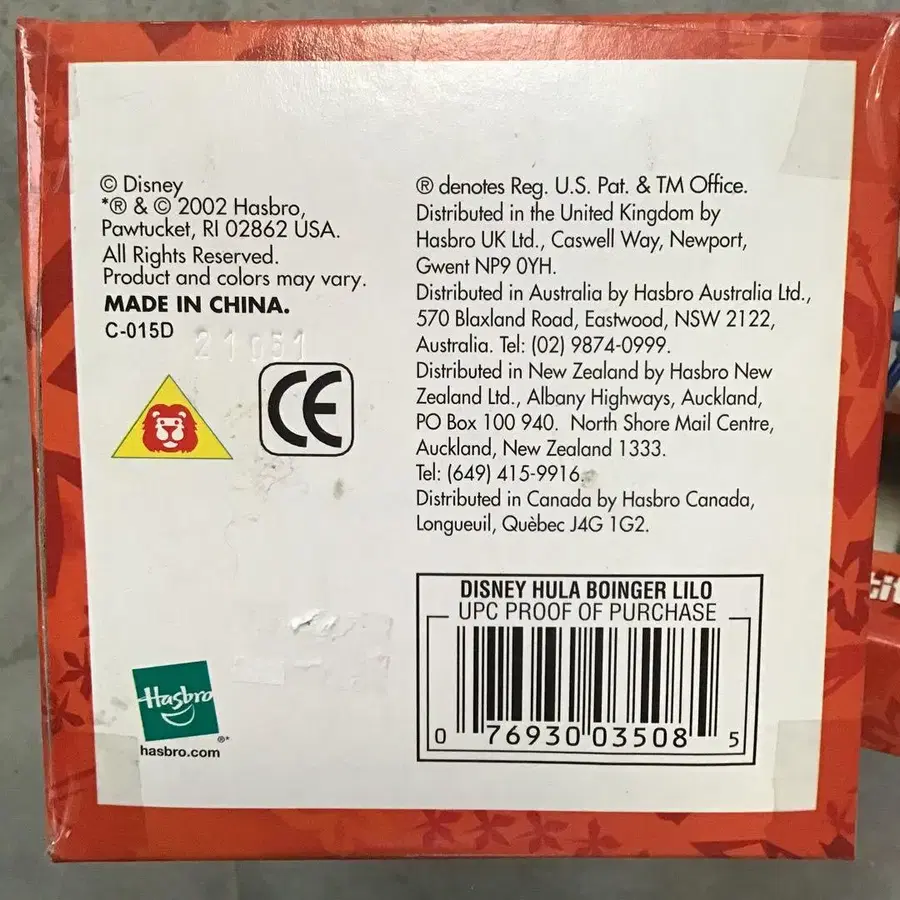 © Disney
*® & © 2002 Hasbro,
Pawtucket, RI 02862 USA.
All Rights Reserved.
Product and colors may vary.
MADE IN CHINA.
C-015D
21051
CE
® denotes Reg. U.S. Pat. & TM Office.
Distributed in the United Kingdom by
Hasbro UK Ltd., Caswell Way, Newport,
Gwent NP9 0YH.
Distributed in Australia by Hasbro Australia Ltd.,
570 Blaxland Road, Eastwood, NSW 2122,
Australia. Tel: (02) 9874-0999.
Distributed in New Zealand by Hasbro New
Zealand Ltd., Albany Highways, Auckland,
PO Box 100 940. North Shore Mail Centre,
Auckland, New Zealand 1333.
Tel: (649) 415-9916.
Distributed in Canada by Hasbro Canada,
Longueuil, Quèbec J4G 1G2.
DISNEY HULA BOINGER LILO
UPC PROOF OF PURCHASE
0 76930 03508 5
Hasbro
®*
hasbro.com